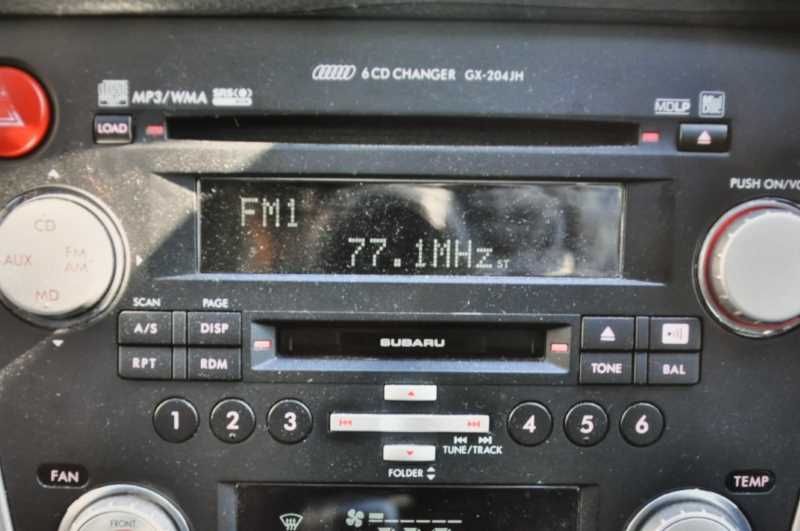 6 CD CHANGER GX-204JH
MP3/WMA SRS
MDLP
LOAD
PUSH ON/VO
FM1
77.1MHz ST
CD
AUX FM AM
MD
SCAN PAGE
A/S DISP
RPT RDM
SUBARU
TONE BAL
1 2 3 4 5 6
TUNE/TRACK
FOLDER
FAN TEMP
FRONT